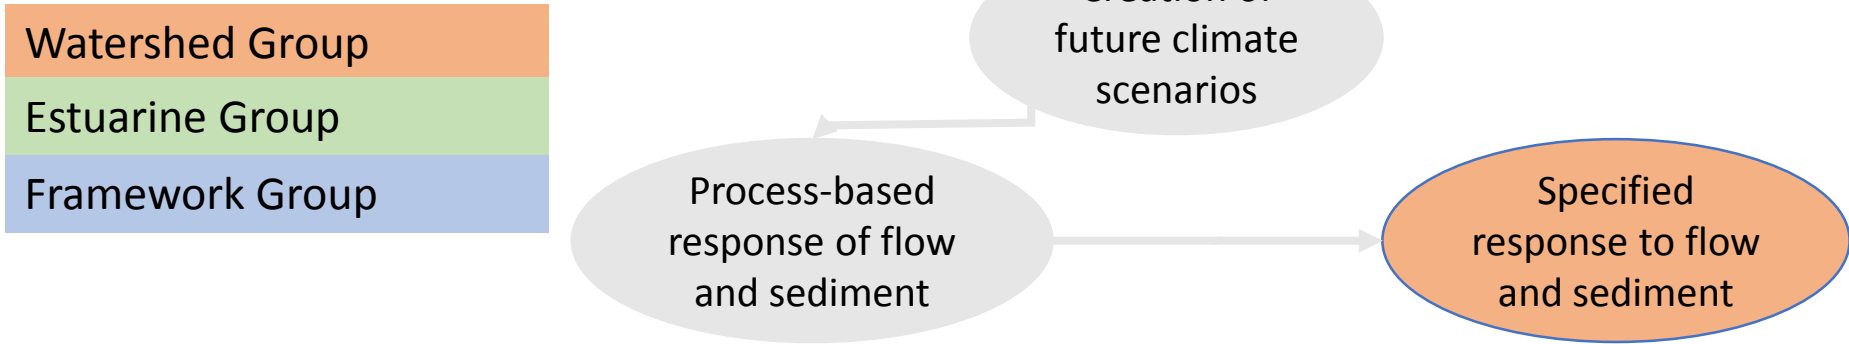 Watershed Group
Estuarine Group
Framework Group
future climate
scenarios
Process-based
response of flow
and sediment
Specified
response to flow
and sediment